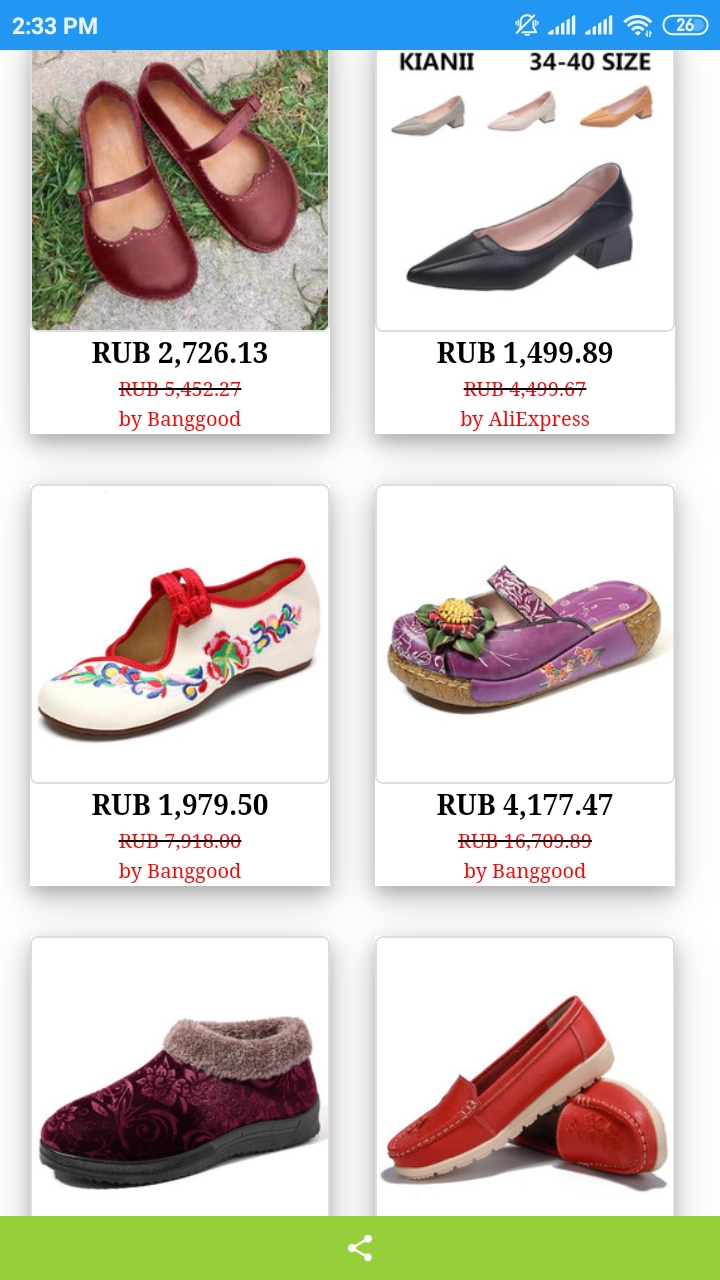 2:33 PM
26
KIANII 34-40 SIZE
RUB 2,726.13
RUB 5,452.27
by Banggood
RUB 1,499.89
RUB 4,499.67
by AliExpress
RUB 1,979.50
RUB 7,918.00
by Banggood
RUB 4,177.47
RUB 16,709.89
by Banggood